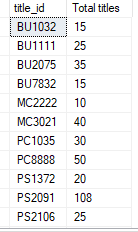 title_id Total titles
BU1032 15
BU1111 25
BU2075 35
BU7832 15
MC2222 10
MC3021 40
PC1035 30
PC8888 50
PS1372 20
PS2091 108
PS2106 25